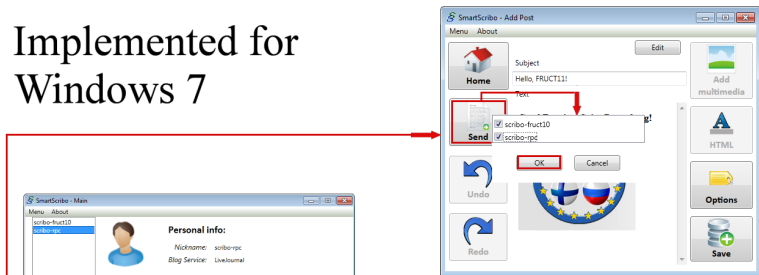 Implemented for
Windows 7
SmartScribo - Add Post
Menu About
Edit
Subject
Home
Hello, FRUCT11!
Add
multimedia
Text
scribo-fruct10
scribo-rpc
Send
HTML
OK
Cancel
Undo
Options
Redo
Save
SmartScribo - Main
Menu About
scribo-fruct10
scribo-rpc
Personal info:
Nickname: scribo-rpc
Blog Service: LiveJournal